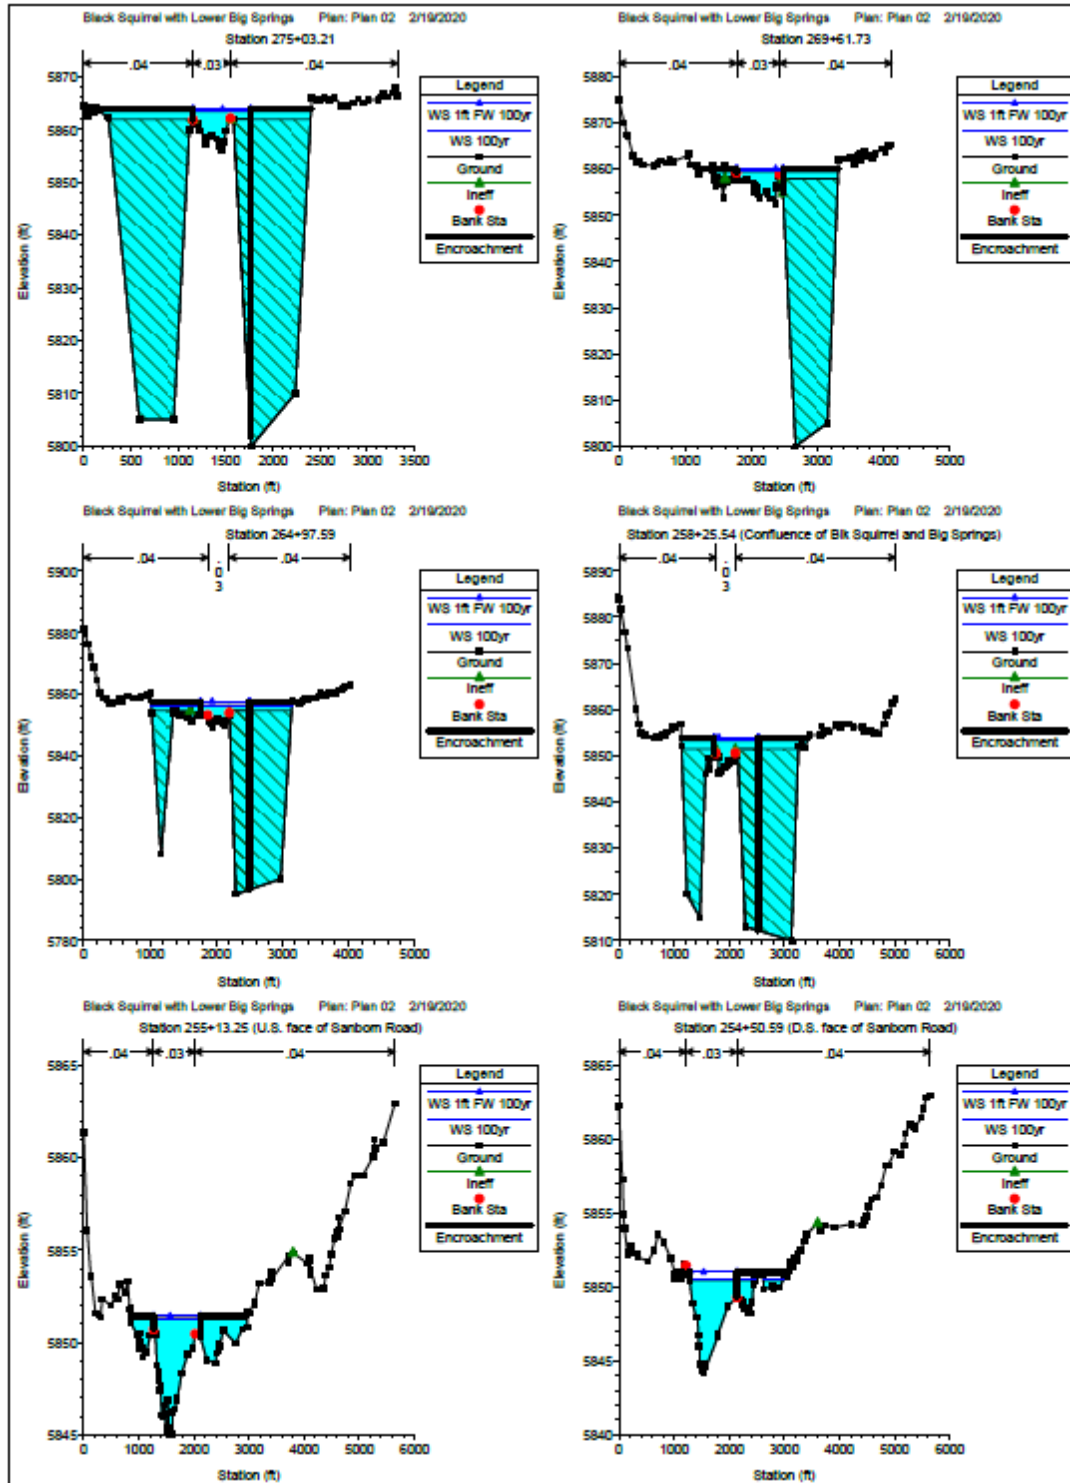 Black Squirrel with Lower Big Springs Plan: Plan 02 2/19/2020
Station 275+03.21
.04 .03 .04
Elevation (ft)
5870
5860
5850
5840
5830
5820
5810
5800
0 500 1000 1500 2000 2500 3000 3500
Station (ft)
Legend
WS 1ft FW 100yr
WS 100yr
Ground
Ineff
Bank Sta
Encroachment
Black Squirrel with Lower Big Springs Plan: Plan 02 2/19/2020
Station 269+61.73
.04 .03 .04
Elevation (ft)
5880
5870
5860
5850
5840
5830
5820
5810
5800
0 1000 2000 3000 4000 5000
Station (ft)
Legend
WS 1ft FW 100yr
WS 100yr
Ground
Ineff
Bank Sta
Encroachment
Black Squirrel with Lower Big Springs Plan: Plan 02 2/19/2020
Station 264+97.59
.04 .03 .04
Elevation (ft)
5900
5880
5860
5840
5820
5800
5780
0 1000 2000 3000 4000 5000
Station (ft)
Legend
WS 1ft FW 100yr
WS 100yr
Ground
Ineff
Bank Sta
Encroachment
Black Squirrel with Lower Big Springs Plan: Plan 02 2/19/2020
Station 258+25.54 (Confluence of Blk Squirrel and Big Springs)
.04 .03 .04
Elevation (ft)
5890
5880
5870
5860
5850
5840
5830
5820
5810
0 1000 2000 3000 4000 5000 6000
Station (ft)
Legend
WS 1ft FW 100yr
WS 100yr
Ground
Ineff
Bank Sta
Encroachment
Black Squirrel with Lower Big Springs Plan: Plan 02 2/19/2020
Station 255+13.25 (U.S. face of Sanborn Road)
.04 .03 .04
Elevation (ft)
5865
5860
5855
5850
5845
0 1000 2000 3000 4000 5000 6000
Station (ft)
Legend
WS 1ft FW 100yr
WS 100yr
Ground
Ineff
Bank Sta
Encroachment
Black Squirrel with Lower Big Springs Plan: Plan 02 2/19/2020
Station 254+50.59 (D.S. face of Sanborn Road)
.04 .03 .04
Elevation (ft)
5865
5860
5855
5850
5845
5840
0 1000 2000 3000 4000 5000 6000
Station (ft)
Legend
WS 1ft FW 100yr
WS 100yr
Ground
Ineff
Bank Sta
Encroachment